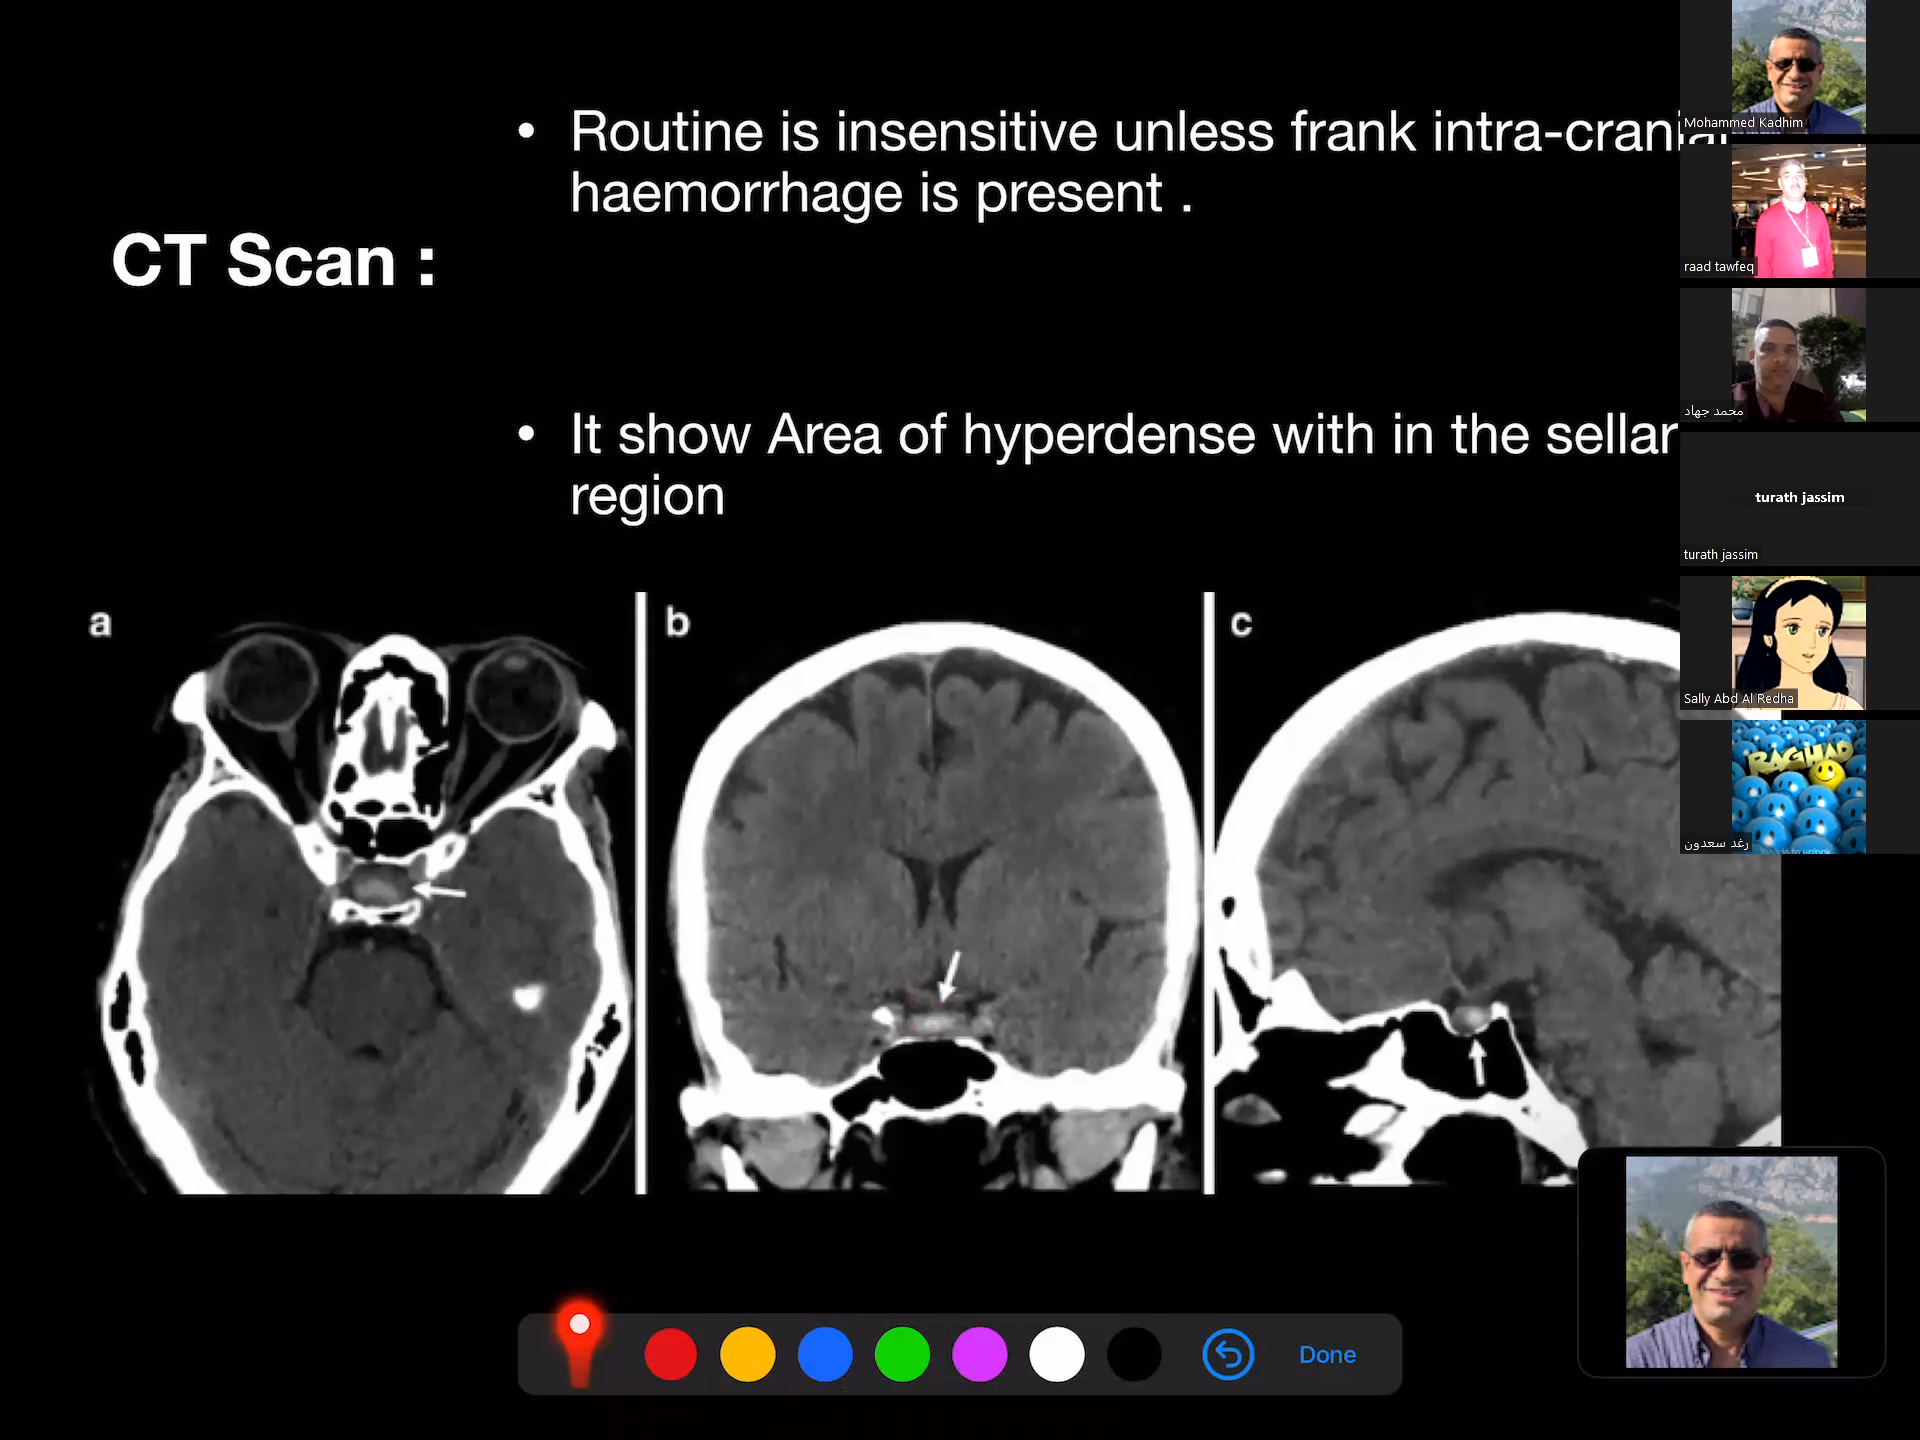 • Routine is insensitive unless frank intra-cranial
haemorrhage is present .
CT Scan :
• It show Area of hyperdense with in the sellar
region
a
b
c
Mohammed Kadhim
raad tawfeq
محمد جهاد
turath jassim
turath jassim
Sally Abd Al Redha
RAGHAD
رغد سعدون
Done